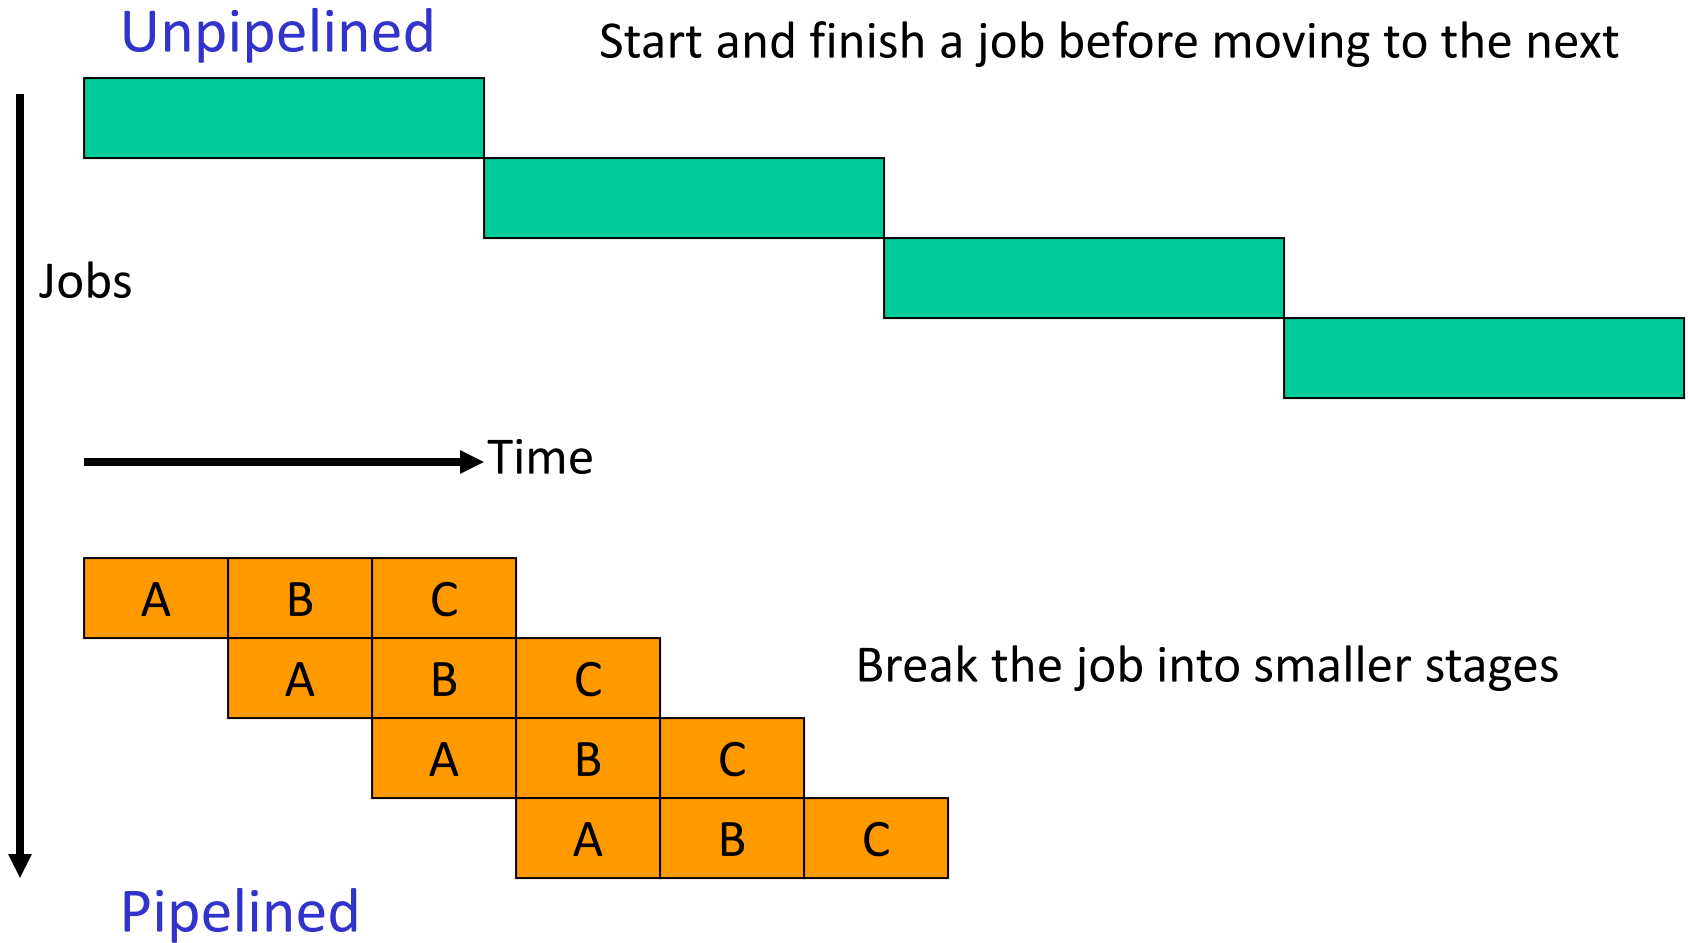 Unpipelined
Start and finish a job before moving to the next
Jobs
Time
A B C
A B C
Break the job into smaller stages
A B C
A B C
Pipelined